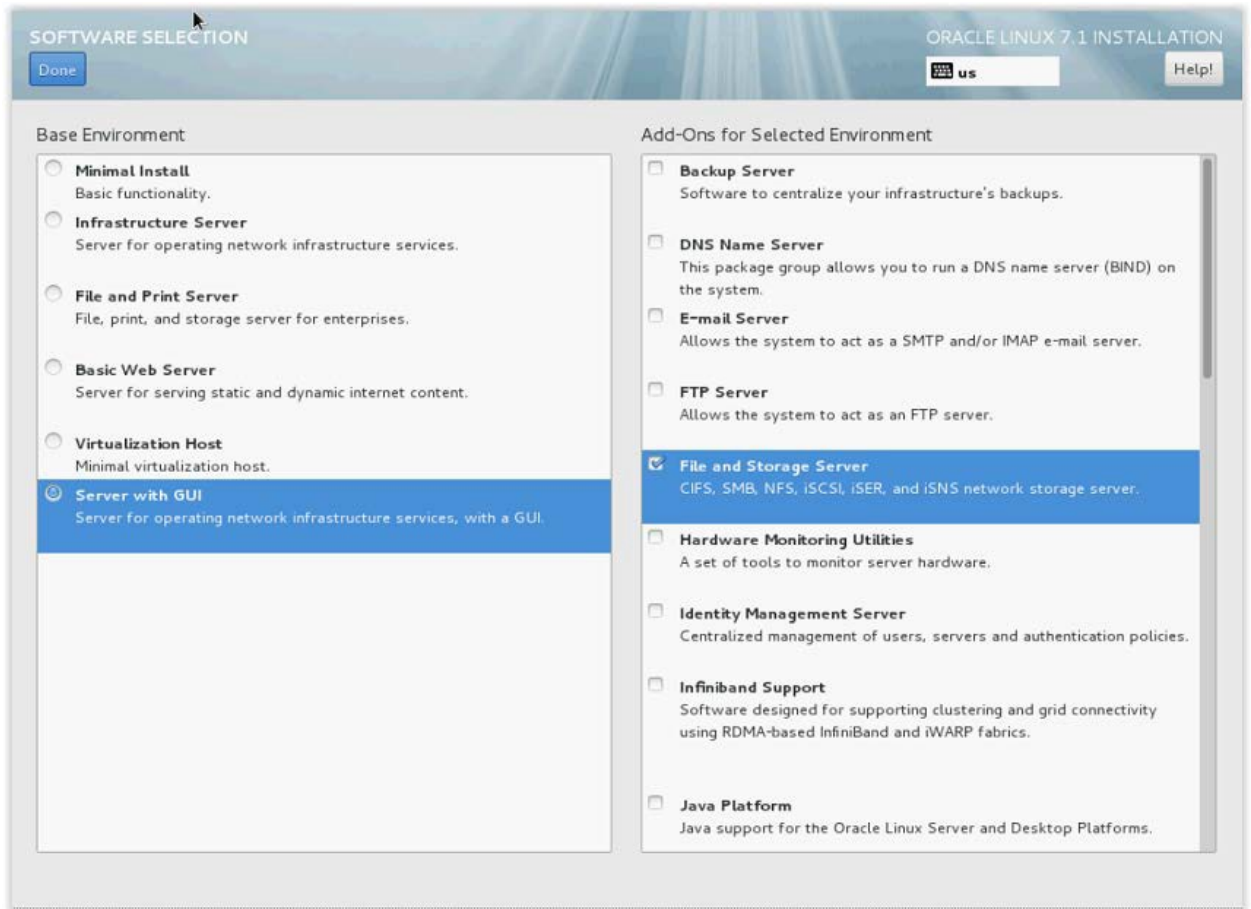 SOFTWARE SELECTION
ORACLE LINUX 7.1 INSTALLATION
Done
us
Help!
Base Environment
Minimal Install
Basic functionality.
Infrastructure Server
Server for operating network infrastructure services.
File and Print Server
File, print, and storage server for enterprises.
Basic Web Server
Server for serving static and dynamic internet content.
Virtualization Host
Minimal virtualization host.
Server with GUI
Server for operating network infrastructure services, with a GUI.
Add-Ons for Selected Environment
Backup Server
Software to centralize your infrastructure's backups.
DNS Name Server
This package group allows you to run a DNS name server (BIND) on
the system.
E-mail Server
Allows the system to act as a SMTP and/or IMAP e-mail server.
FTP Server
Allows the system to act as an FTP server.
File and Storage Server
CIFS, SMB, NFS, iSCSI, iSER, and iSNS network storage server.
Hardware Monitoring Utilities
A set of tools to monitor server hardware.
Identity Management Server
Centralized management of users, servers and authentication policies.
Infiniband Support
Software designed for supporting clustering and grid connectivity
using RDMA-based InfiniBand and iWARP fabrics.
Java Platform
Java support for the Oracle Linux Server and Desktop Platforms.